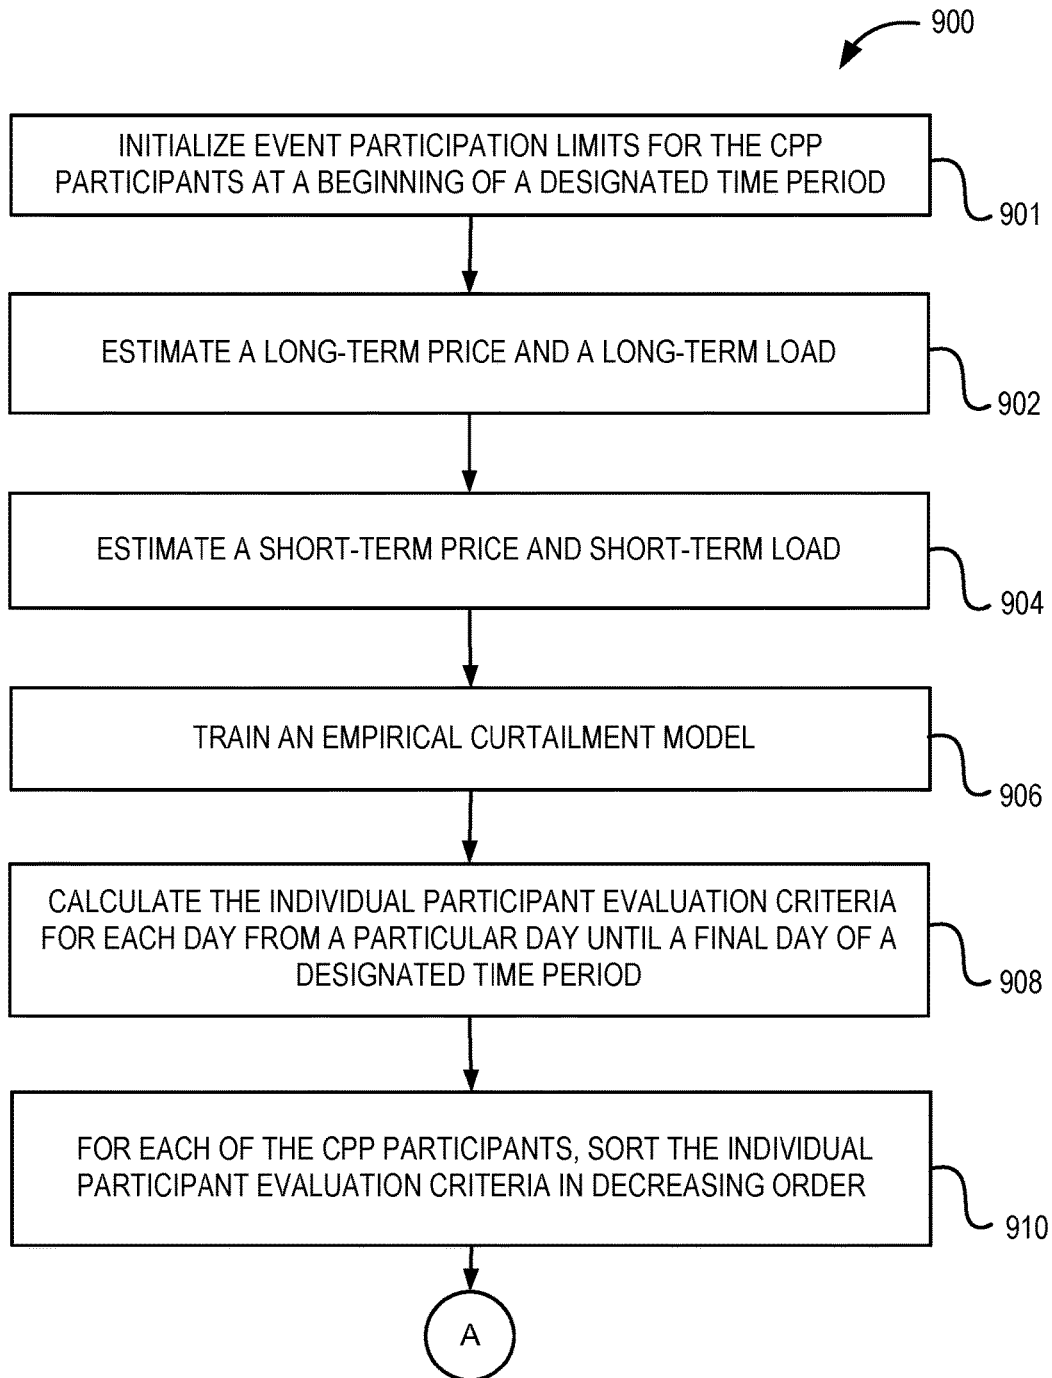 900
INITIALIZE EVENT PARTICIPATION LIMITS FOR THE CPP
PARTICIPANTS AT A BEGINNING OF A DESIGNATED TIME PERIOD
901
ESTIMATE A LONG-TERM PRICE AND A LONG-TERM LOAD
902
ESTIMATE A SHORT-TERM PRICE AND SHORT-TERM LOAD
904
TRAIN AN EMPIRICAL CURTAILMENT MODEL
906
CALCULATE THE INDIVIDUAL PARTICIPANT EVALUATION CRITERIA
FOR EACH DAY FROM A PARTICULAR DAY UNTIL A FINAL DAY OF A
DESIGNATED TIME PERIOD
908
FOR EACH OF THE CPP PARTICIPANTS, SORT THE INDIVIDUAL
PARTICIPANT EVALUATION CRITERIA IN DECREASING ORDER
910
A